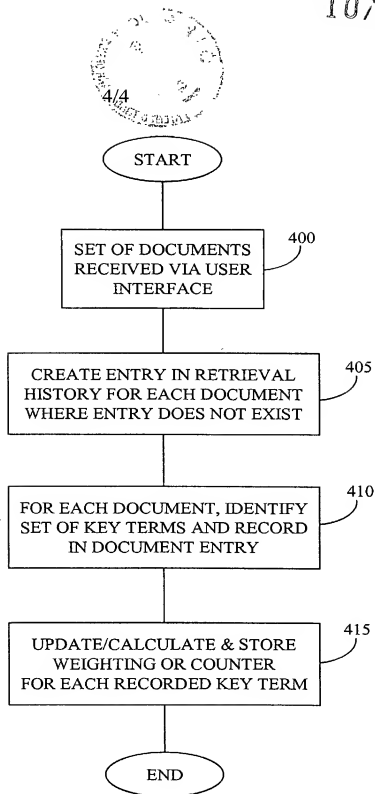 107
4/4
START
400
SET OF DOCUMENTS
RECEIVED VIA USER
INTERFACE
405
CREATE ENTRY IN RETRIEVAL
HISTORY FOR EACH DOCUMENT
WHERE ENTRY DOES NOT EXIST
410
FOR EACH DOCUMENT, IDENTIFY
SET OF KEY TERMS AND RECORD
IN DOCUMENT ENTRY
415
UPDATE/CALCULATE & STORE
WEIGHTING OR COUNTER
FOR EACH RECORDED KEY TERM
END